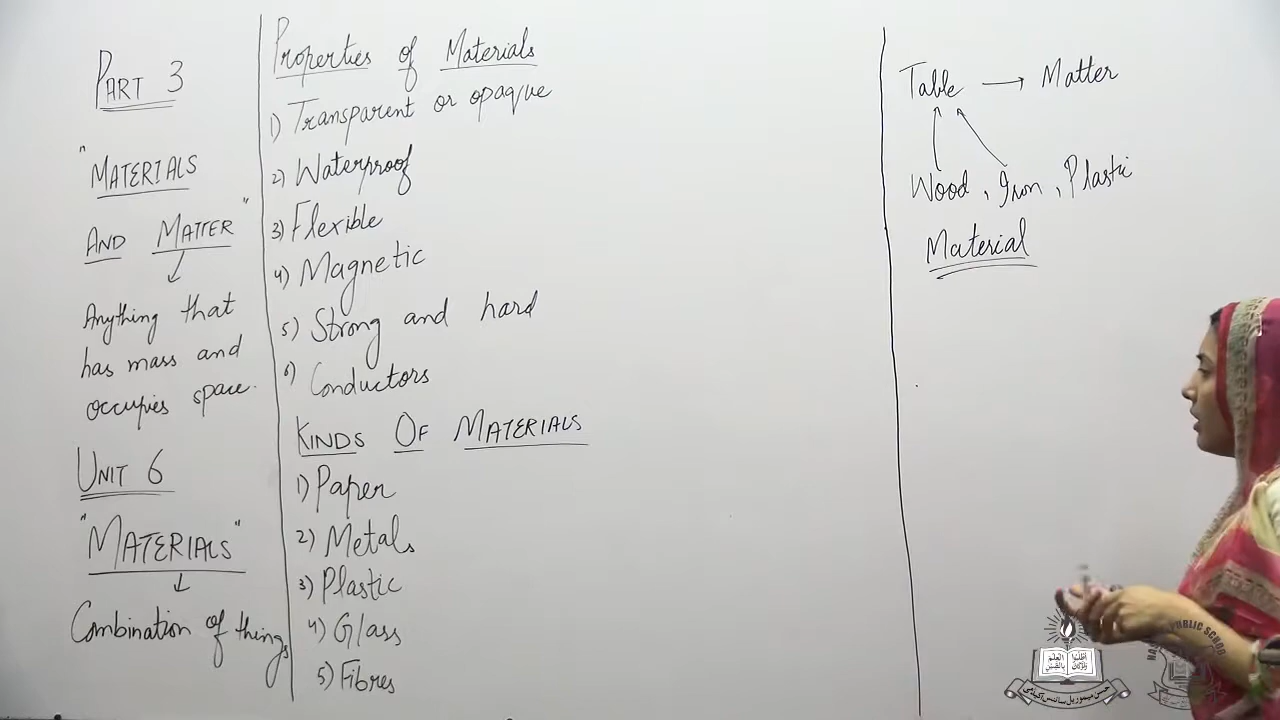 PART 3
"MATERIALS
AND MATTER"
Anything that
has mass and
occupies space.
UNIT 6
"MATERIALS"
Combination of things
Properties of Materials
1) Transparent or opaque
2) Waterproof
3) Flexible
4) Magnetic
5) Strong and hard
6) Conductors
KINDS OF MATERIALS
1) Paper
2) Metals
3) Plastic
4) Glass
5) Fibres
Table → Matter
Wood, Iron, Plastic
Material
PUBLIC SCHOOL